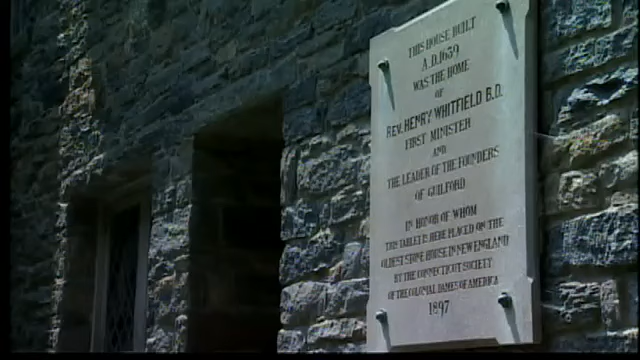 THIS HOUSE BUILT
A.D. 1639
WAS THE HOME
OF
REV. HENRY WHITFIELD B.D.
FIRST MINISTER
AND
THE LEADER OF THE FOUNDERS
OF GUILFORD
IN HONOR OF WHOM
THIS TABLET IS HERE PLACED ON THE
OLDEST STONE HOUSE IN NEW ENGLAND
BY THE CONNECTICUT SOCIETY
OF THE COLONIAL DAMES OF AMERICA
1897